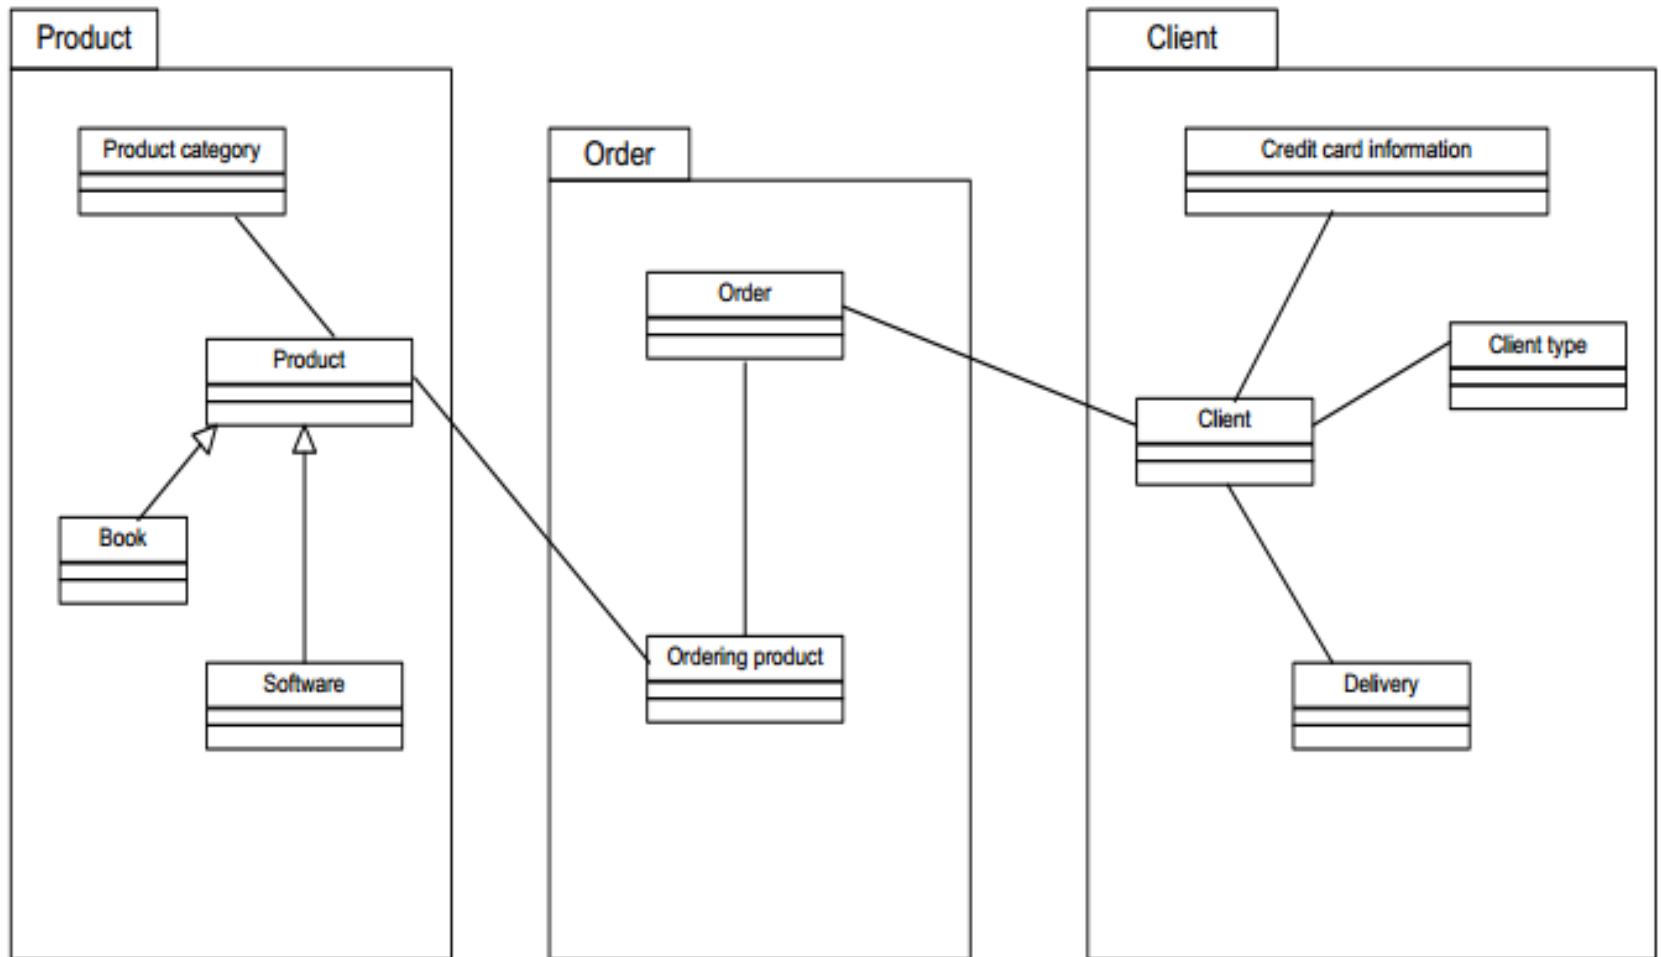 Product
Product category
Product
Book
Software
Order
Order
Ordering product
Client
Credit card information
Client type
Client
Delivery